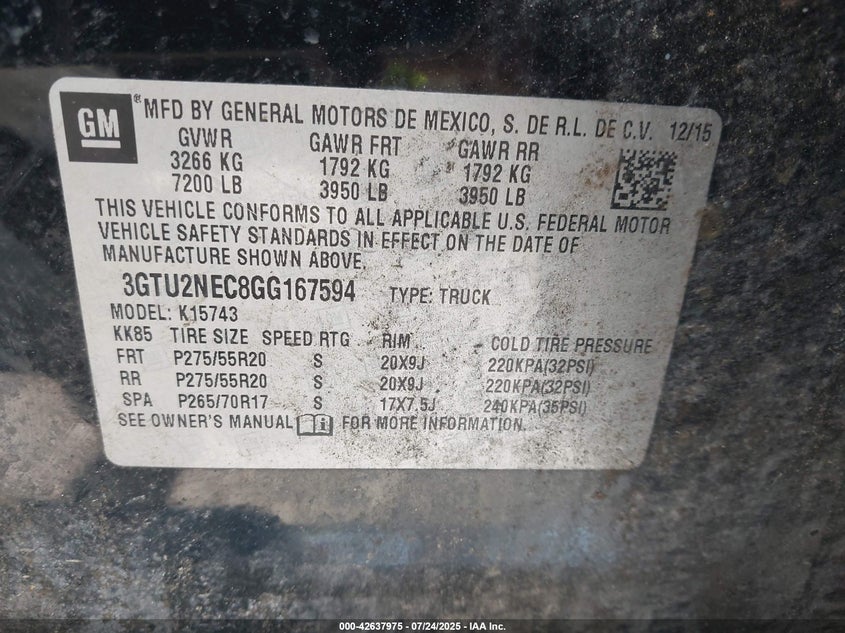 GM
® MFD BY GENERAL MOTORS DE MEXICO, S. DE R.L. DE C.V. 12/15
GVWR GAWR FRT GAWR RR
3266 KG 1792 KG 1792 KG
7200 LB 3950 LB 3950 LB
THIS VEHICLE CONFORMS TO ALL APPLICABLE U.S. FEDERAL MOTOR
VEHICLE SAFETY STANDARDS IN EFFECT ON THE DATE OF
MANUFACTURE SHOWN ABOVE.
3GTU2NEC8GG167594 TYPE: TRUCK
MODEL: K15743
KK85 TIRE SIZE SPEED RTG RIM COLD TIRE PRESSURE
FRT P275/55R20 S 20X9J 220KPA(32PSI)
RR P275/55R20 S 20X9J 220KPA(32PSI)
SPA P265/70R17 S 17X7.5J 240KPA(35PSI)
SEE OWNER'S MANUAL i FOR MORE INFORMATION.
000-42637975 - 07/24/2025 - IAA Inc.